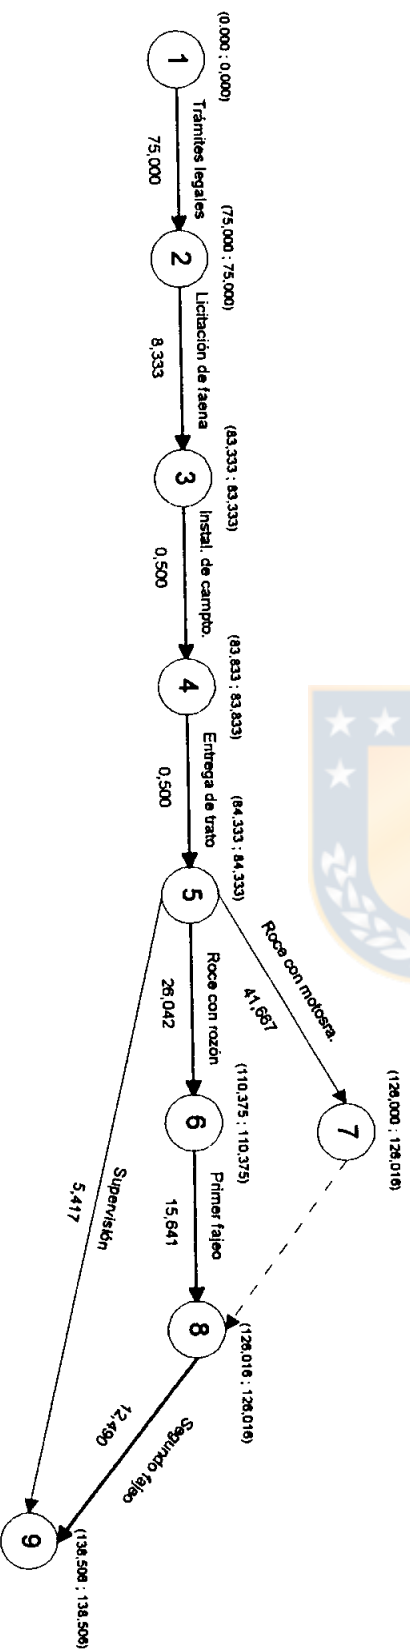 (0.000 ; 0,000)
1
Trámites legales
75,000
(75,000 ; 75,000)
2
Licitación de faena
8,333
(83,333 ; 83,333)
3
Instal. de campto.
0,500
(83,833 ; 83,833)
4
Entrega de trato
0,500
(84.333 ; 84,333)
5
Roce con motosra.
41,667
(126,000 ; 126,016)
7
Roce con rozón
26,042
(110,375 ; 110,375)
6
Primer fajeo
15,641
(126,016 ; 126,016)
8
Segundo fajeo
12,490
Supervisión
5,417
(138,506 ; 138.506)
9